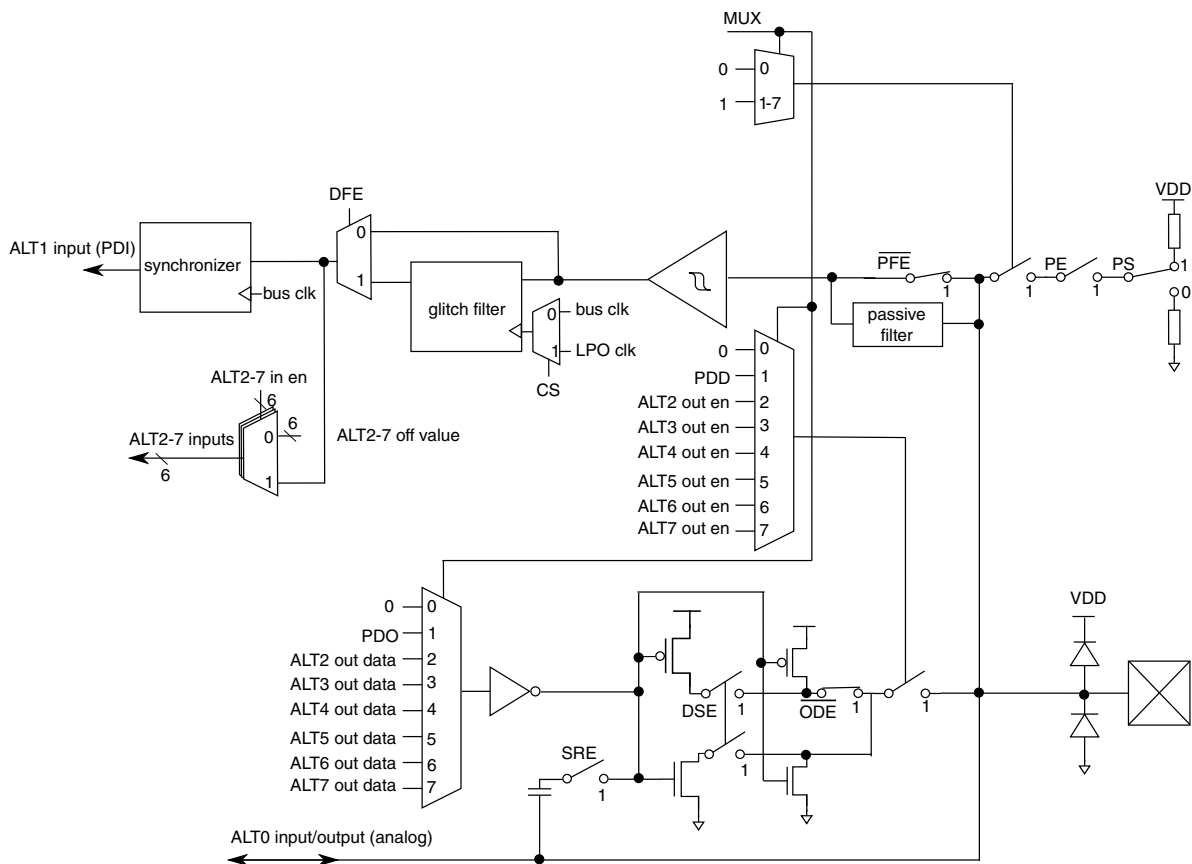 MUX
0
0
1
1-7
DFE
VDD
ALT1 input (PDI)
synchronizer
bus clk
0
1
glitch filter
0
bus clk
1
LPO clk
CS
PFE
1
passive
filter
1
PE
1
PS
1
0
ALT2-7 in en
6
ALT2-7 inputs
6
0
6
1
ALT2-7 off value
0
0
PDD
1
ALT2 out en
2
ALT3 out en
3
ALT4 out en
4
ALT5 out en
5
ALT6 out en
6
ALT7 out en
7
0
0
PDO
1
ALT2 out data
2
ALT3 out data
3
ALT4 out data
4
ALT5 out data
5
ALT6 out data
6
ALT7 out data
7
SRE
1
DSE
1
1
ODE
1
1
VDD
ALT0 input/output (analog)